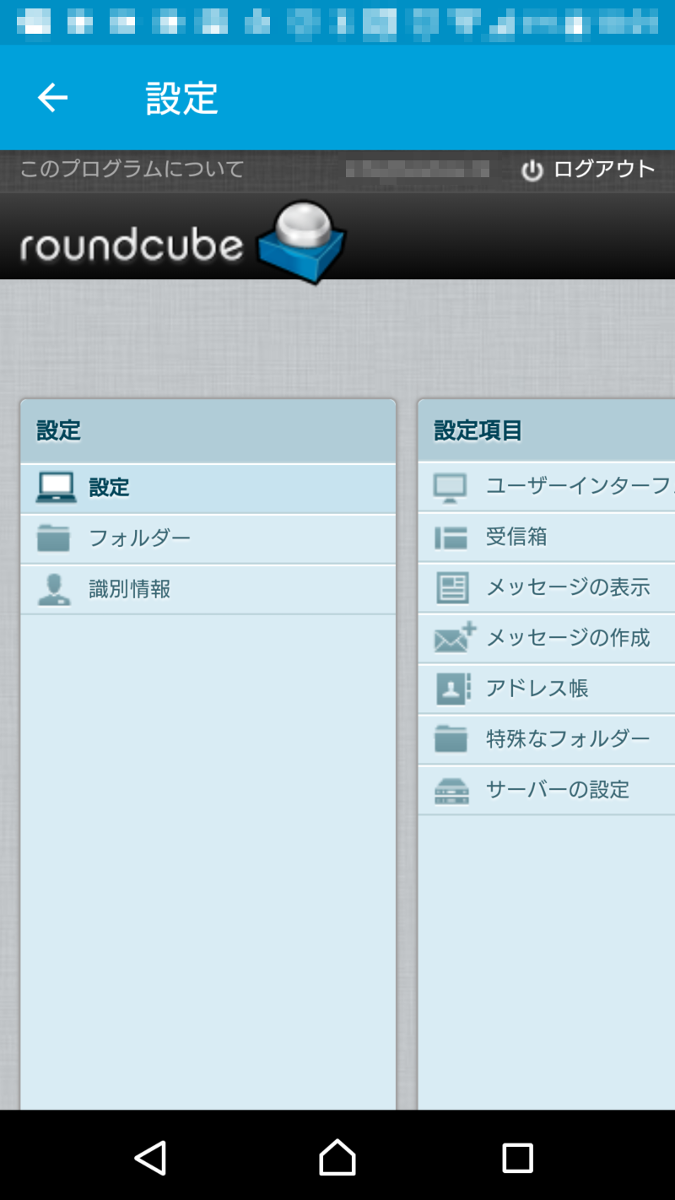 設定
このプログラムについて
ログアウト
roundcube
設定
設定
フォルダー
識別情報
設定項目
ユーザーインターフ
受信箱
メッセージの表示
メッセージの作成
アドレス帳
特殊なフォルダー
サーバーの設定